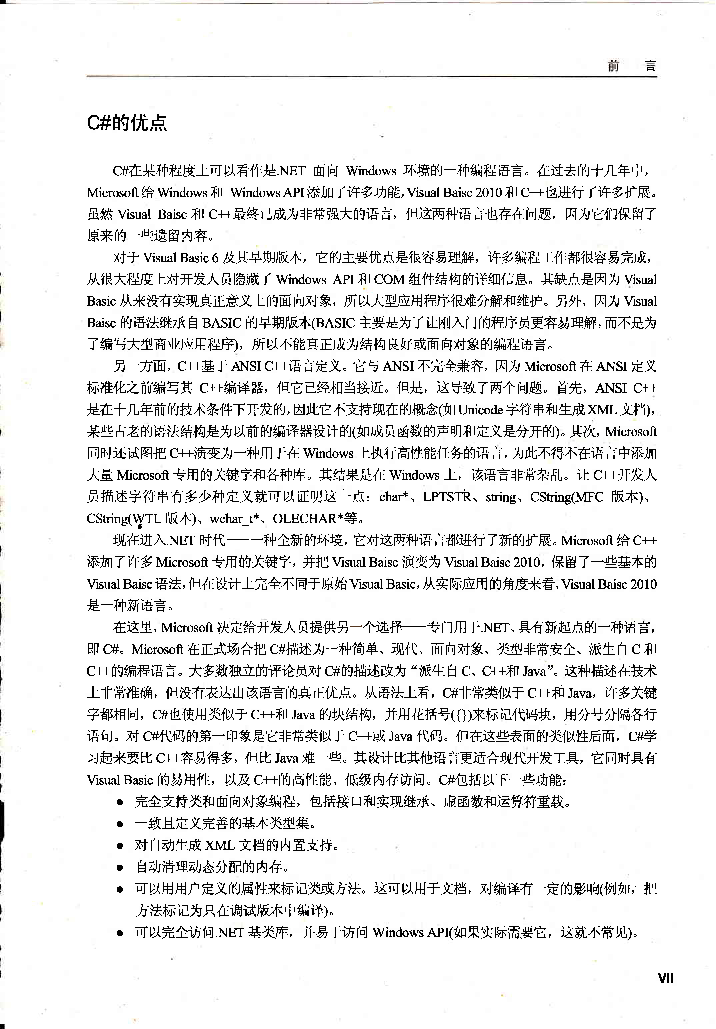 前 言
C#的优点
C#在某种程度上可以看作是.NET 面向 Windows 环境的一种编程语言。在过去的十几年中，
Microsoft 给 Windows 和 Windows API 添加了许多功能，Visual Baisc 2010 和 C++也进行了许多扩展。
虽然 Visual Baisc 和 C++最终已成为非常强大的语言，但这两种语言也存在问题，因为它们保留了
原来的一些遗留内容。
对于 Visual Basic 6 及其早期版本，它的主要优点是很容易理解，许多编程工作都很容易完成，
从很大程度上对开发人员隐藏了 Windows API 和 COM 组件结构的详细信息。其缺点是因为 Visual
Basic 从来没有实现真正意义上的面向对象，所以大型应用程序很难分解和维护。另外，因为 Visual
Baisc 的语法继承自 BASIC 的早期版本(BASIC 主要是为了让刚入门的程序员更容易理解，而不是为
了编写大型商业应用程序)，所以不能真正成为结构良好或面向对象的编程语言。
另一方面，C++基于 ANSI C++语言定义。它与 ANSI 不完全兼容，因为 Microsoft 在 ANSI 定义
标准化之前编写其 C++编译器，但它已经相当接近。但是，这导致了两个问题。首先，ANSI C++
是在十几年前的技术条件下开发的，因此它不支持现在的概念(如 Unicode 字符串和生成 XML 文档)，
某些古老的语法结构是为以前的编译器设计的(如成员函数的声明和定义是分开的)。其次，Microsoft
同时还试图把 C++演变为一种用于在 Windows 上执行高性能任务的语言，为此不得不在语言中添加
大量 Microsoft 专用的关键字和各种库。其结果是在 Windows 上，该语言非常杂乱。让 C++开发人
员描述字符串有多少种定义就可以证明这一点：char*、LPTSTR、string、CString(MFC 版本)、
CString(WTL 版本)、wchar_t*、OLECHAR*等。
现在进入.NET 时代——一种全新的环境，它对这两种语言都进行了新的扩展。Microsoft 给 C++
添加了许多 Microsoft 专用的关键字，并把 Visual Baisc 演变为 Visual Baisc 2010，保留了一些基本的
Visual Baisc 语法，但在设计上完全不同于原始 Visual Basic，从实际应用的角度来看，Visual Baisc 2010
是一种新语言。
在这里，Microsoft 决定给开发人员提供另一个选择——专门用于.NET、具有新起点的一种语言，
即 C#。Microsoft 在正式场合把 C#描述为一种简单、现代、面向对象、类型非常安全、派生自 C 和
C++的编程语言。大多数独立的评论员对 C#的描述改为“派生自 C、C++和 Java”。这种描述在技术
上非常准确，但没有表达出该语言的真正优点。从语法上看，C#非常类似于 C++和 Java，许多关键
字都相同，C#也使用类似于 C++和 Java 的块结构，并用花括号({})来标记代码块，用分号分隔各行
语句。对 C#代码的第一印象是它非常类似于 C++或 Java 代码。但在这些表面的类似性后面，C#学
习起来要比 C++容易得多，但比 Java 难一些。其设计比其他语言更适合现代开发工具，它同时具有
Visual Basic 的易用性，以及 C++的高性能、低级内存访问。C#包括以下一些功能：
● 完全支持类和面向对象编程，包括接口和实现继承、虚函数和运算符重载。
● 一致且定义完善的基本类型集。
● 对自动生成 XML 文档的内置支持。
● 自动清理动态分配的内存。
● 可以用用户定义的属性来标记类或方法。这可以用于文档，对编译有一定的影响(例如，把
方法标记为只在调试版本中编译)。
● 可以完全访问.NET 基类库，并易于访问 Windows API(如果实际需要它，这就不常见)。
VII